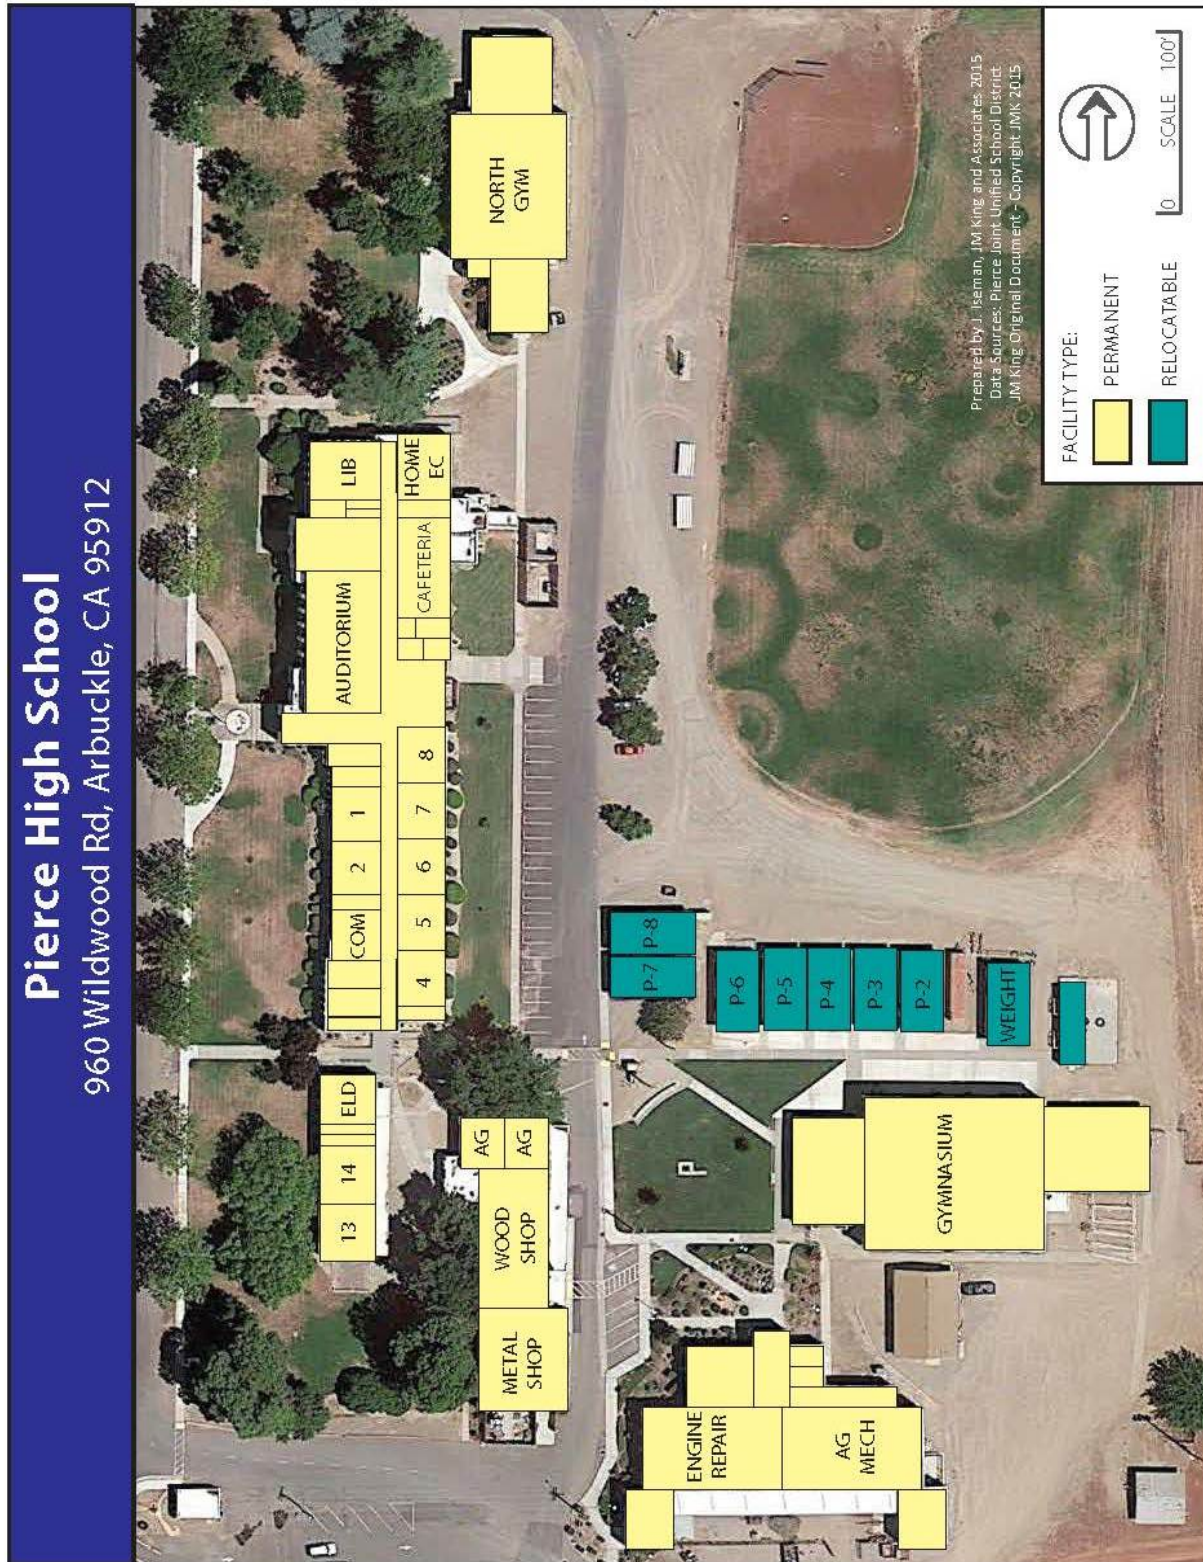 Pierce High School
960 Wildwood Rd, Arbuckle, CA 95912
NORTH
GYM
LIB
HOME
EC
AUDITORIUM
CAFETERIA
1
2
COM
8
7
6
5
4
ELD
14
13
AG
AG
WOOD
SHOP
METAL
SHOP
P-8
P-7
P-6
P-5
P-4
P-3
P-2
WEIGHT
P
GYMNASIUM
ENGINE
REPAIR
AG
MECH
Prepared by J. Iseman, JM King and Associates 2015
Data Sources: Pierce Joint Unified School District
JM King Original Document - Copyright JMK 2015
FACILITY TYPE:
PERMANENT
RELOCATABLE
0 SCALE 100'